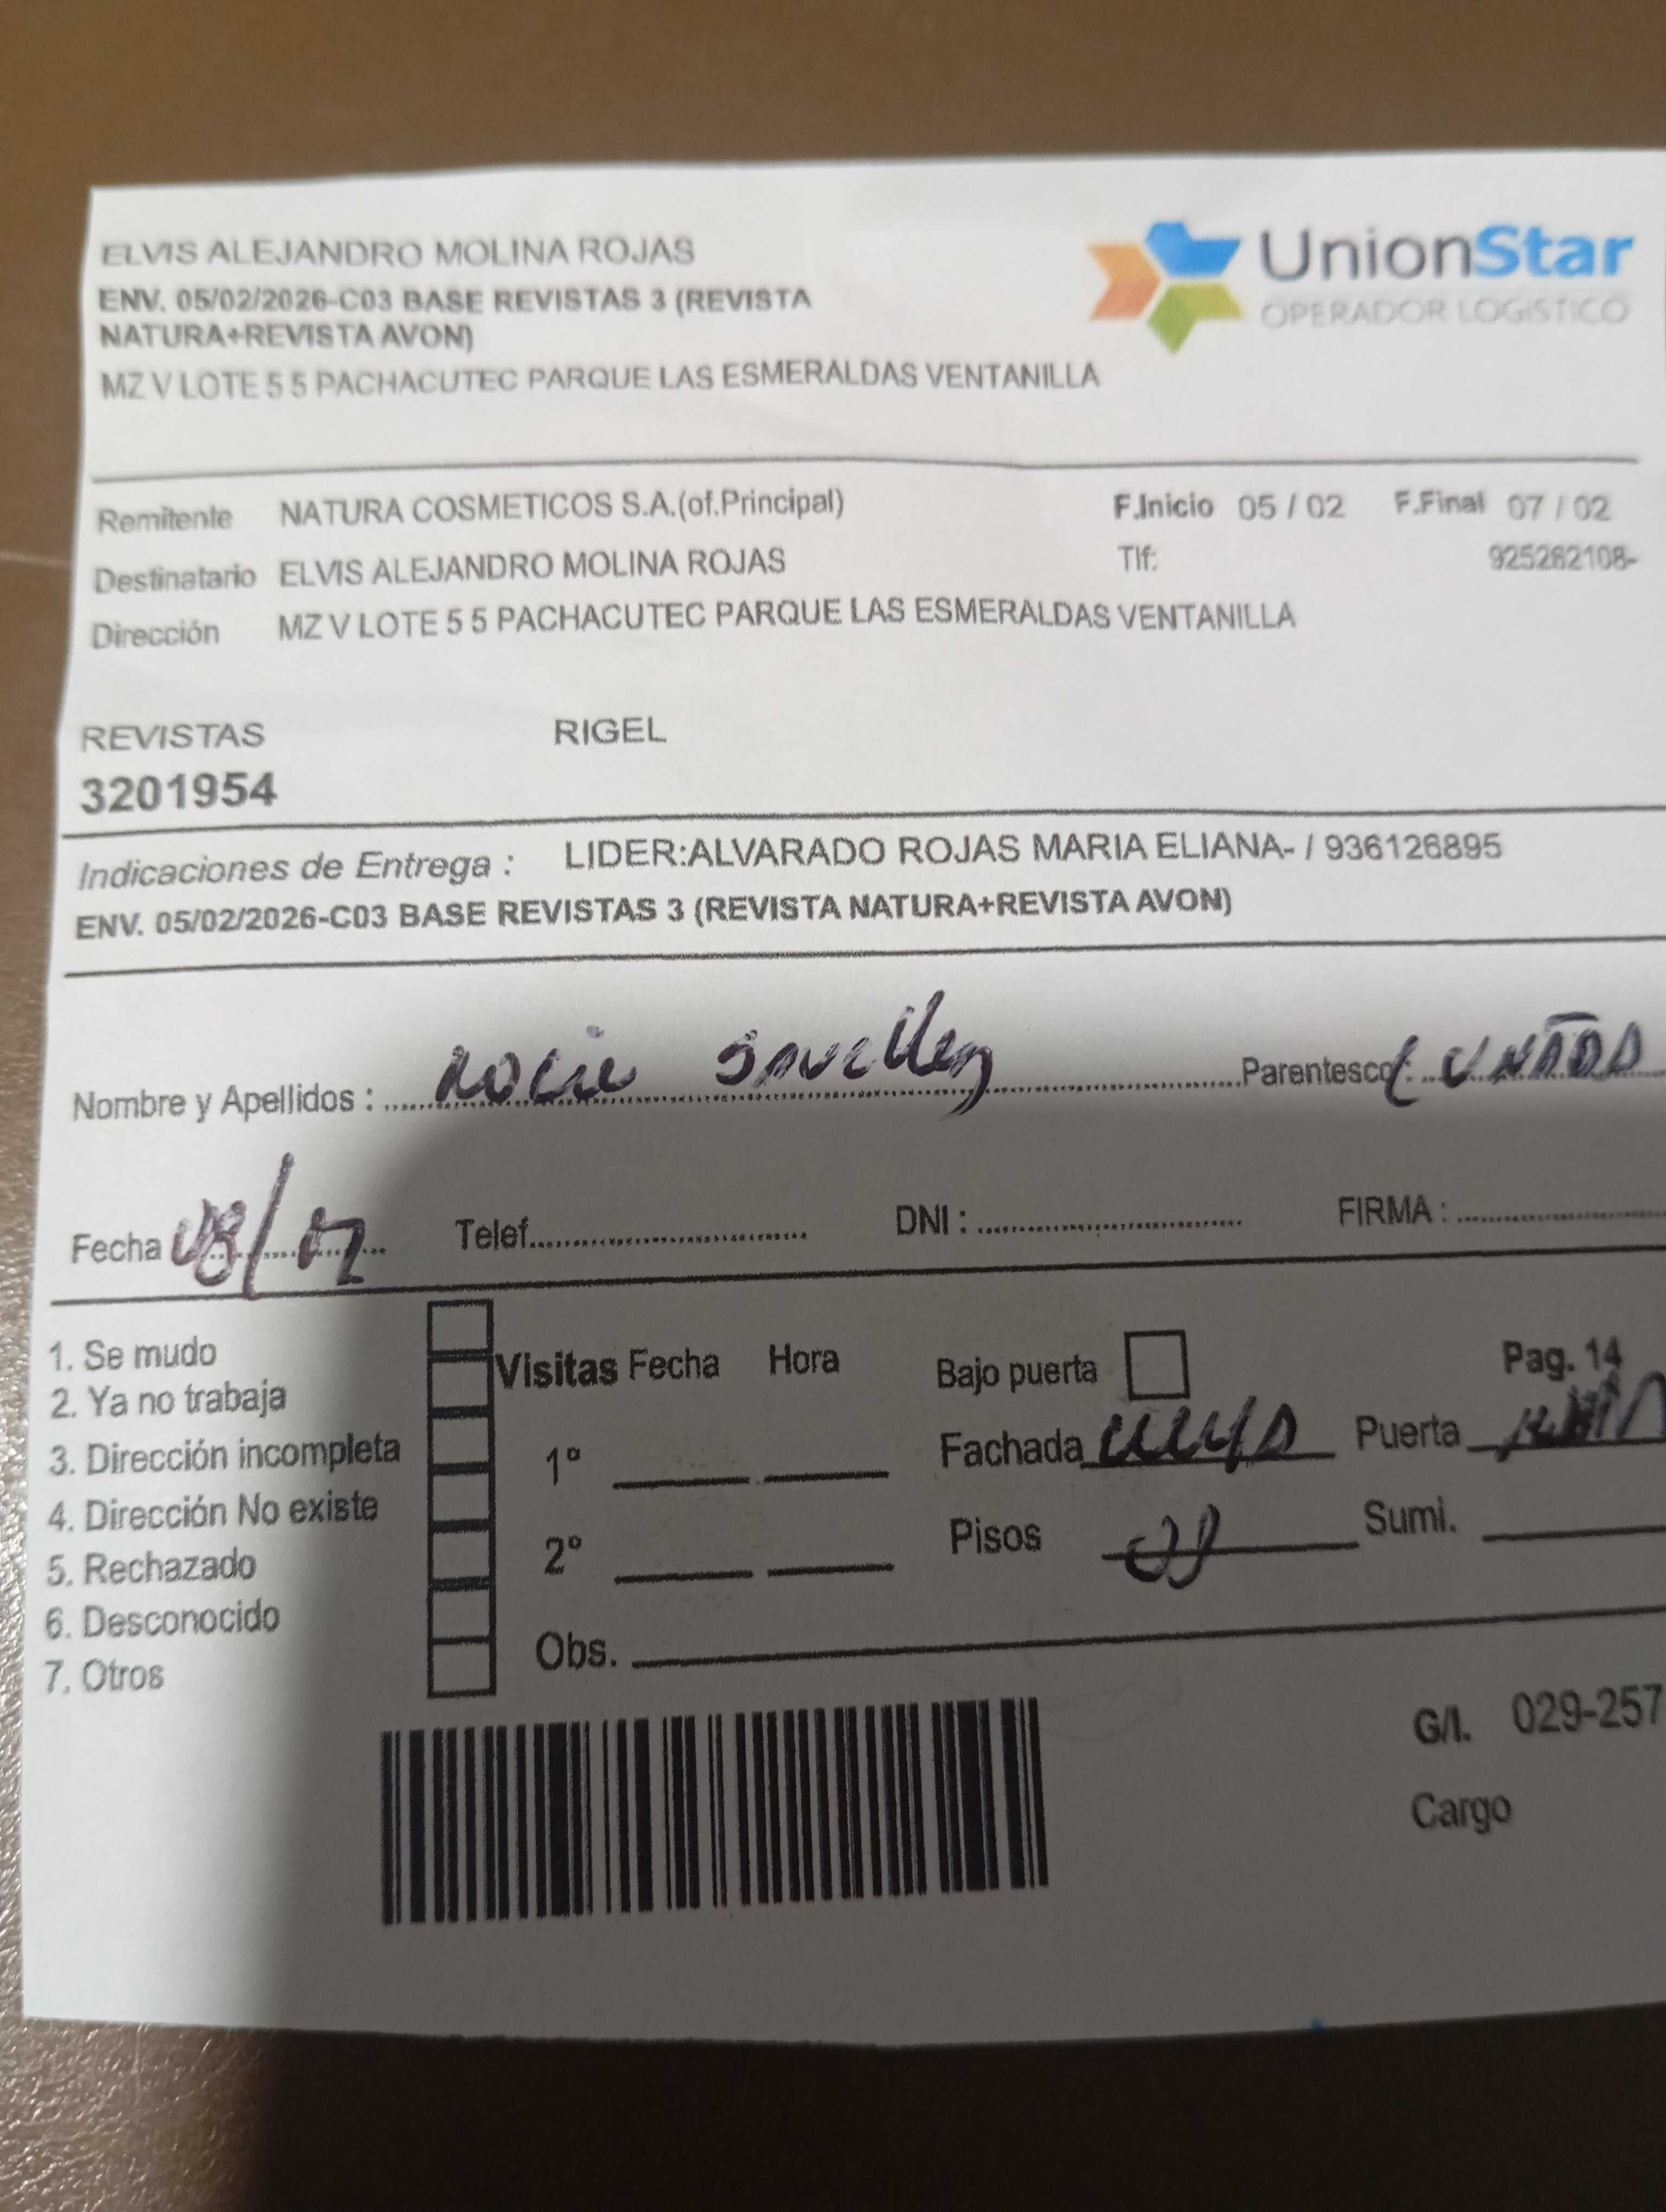 ELVIS ALEJANDRO MOLINA ROJAS
UnionStar
OPERADOR LOGISTICO
ENV. 05/02/2026-C03 BASE REVISTAS 3 (REVISTA
NATURA+REVISTA AVON)
MZ V LOTE 5 5 PACHACUTEC PARQUE LAS ESMERALDAS VENTANILLA
Remitente NATURA COSMETICOS S.A.(of.Principal) F.Inicio 05 / 02 F.Final 07 / 02
Destinatario ELVIS ALEJANDRO MOLINA ROJAS Tlf: 925262108-
Dirección MZ V LOTE 5 5 PACHACUTEC PARQUE LAS ESMERALDAS VENTANILLA
REVISTAS RIGEL
3201954
Indicaciones de Entrega : LIDER:ALVARADO ROJAS MARIA ELIANA- / 936126895
ENV. 05/02/2026-C03 BASE REVISTAS 3 (REVISTA NATURA+REVISTA AVON)
Nombre y Apellidos : Parentesco : CUÑADA
Fecha 08/02 Telef. DNI : FIRMA :
1. Se mudo
2. Ya no trabaja
3. Dirección incompleta
4. Dirección No existe
5. Rechazado
6. Desconocido
7. Otros
Visitas Fecha Hora
1º
2º
Obs.
Bajo puerta Pag. 14
Fachada Puerta
Pisos Sumi.
G/I. 029-257
Cargo